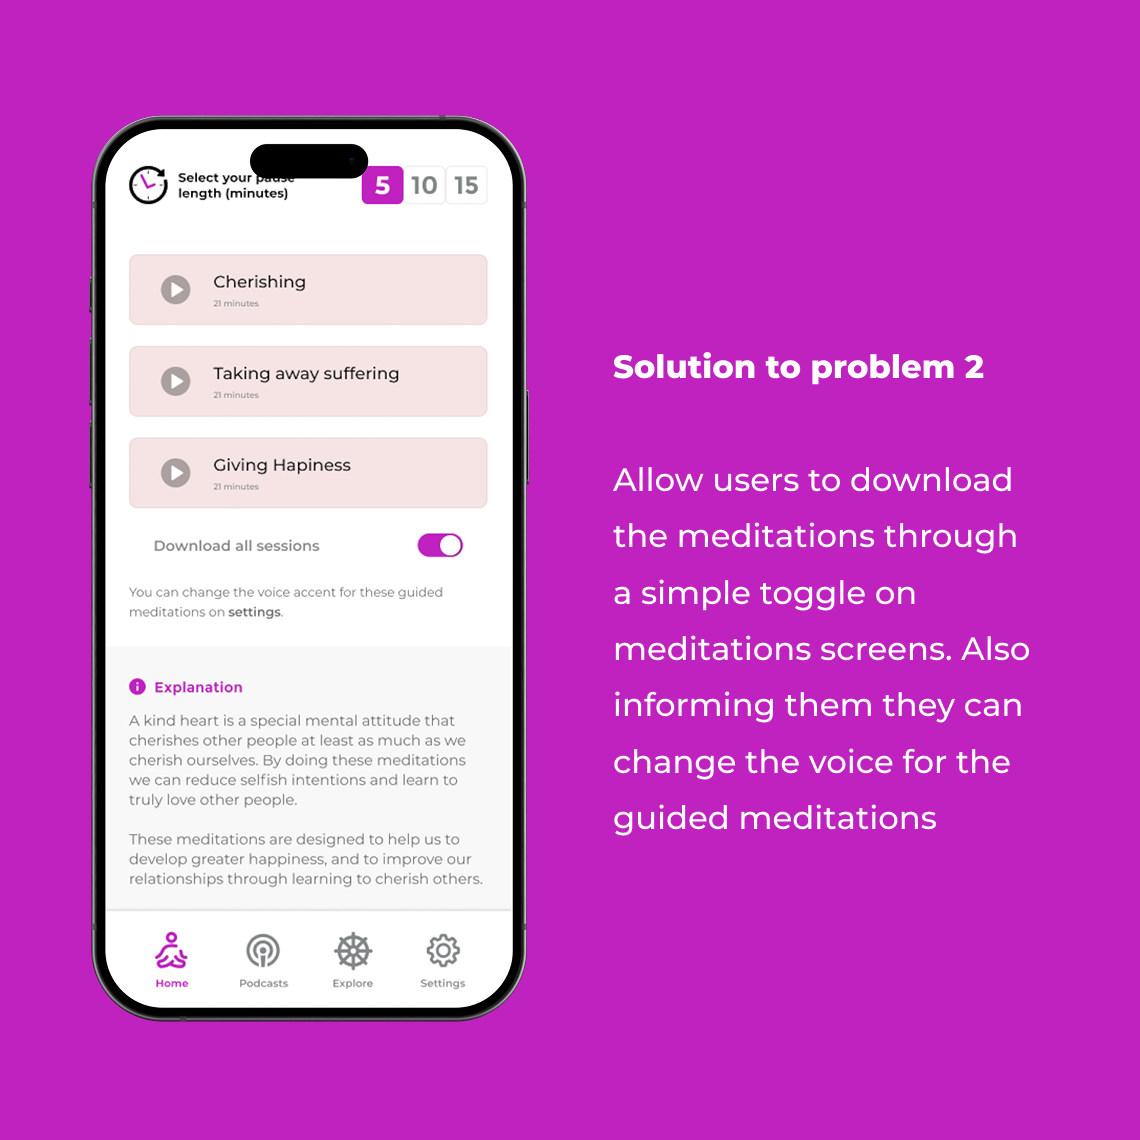 Select your pause
length (minutes)
5 10 15
Cherishing
21 minutes
Taking away suffering
21 minutes
Giving Hapiness
21 minutes
Download all sessions
You can change the voice accent for these guided
meditations on settings.
Explanation
A kind heart is a special mental attitude that
cherishes other people at least as much as we
cherish ourselves. By doing these meditations
we can reduce selfish intentions and learn to
truly love other people.
These meditations are designed to help us to
develop greater happiness, and to improve our
relationships through learning to cherish others.
Home Podcasts Explore Settings
Solution to problem 2
Allow users to download
the meditations through
a simple toggle on
meditations screens. Also
informing them they can
change the voice for the
guided meditations